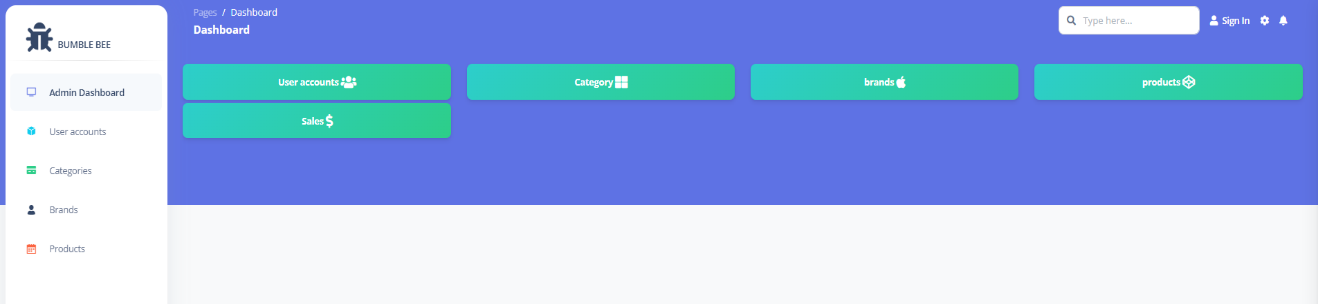 BUMBLE BEE
Admin Dashboard
User accounts
Categories
Brands
Products
Pages / Dashboard
Dashboard
Type here...
Sign In
User accounts
Category
brands
products
Sales $